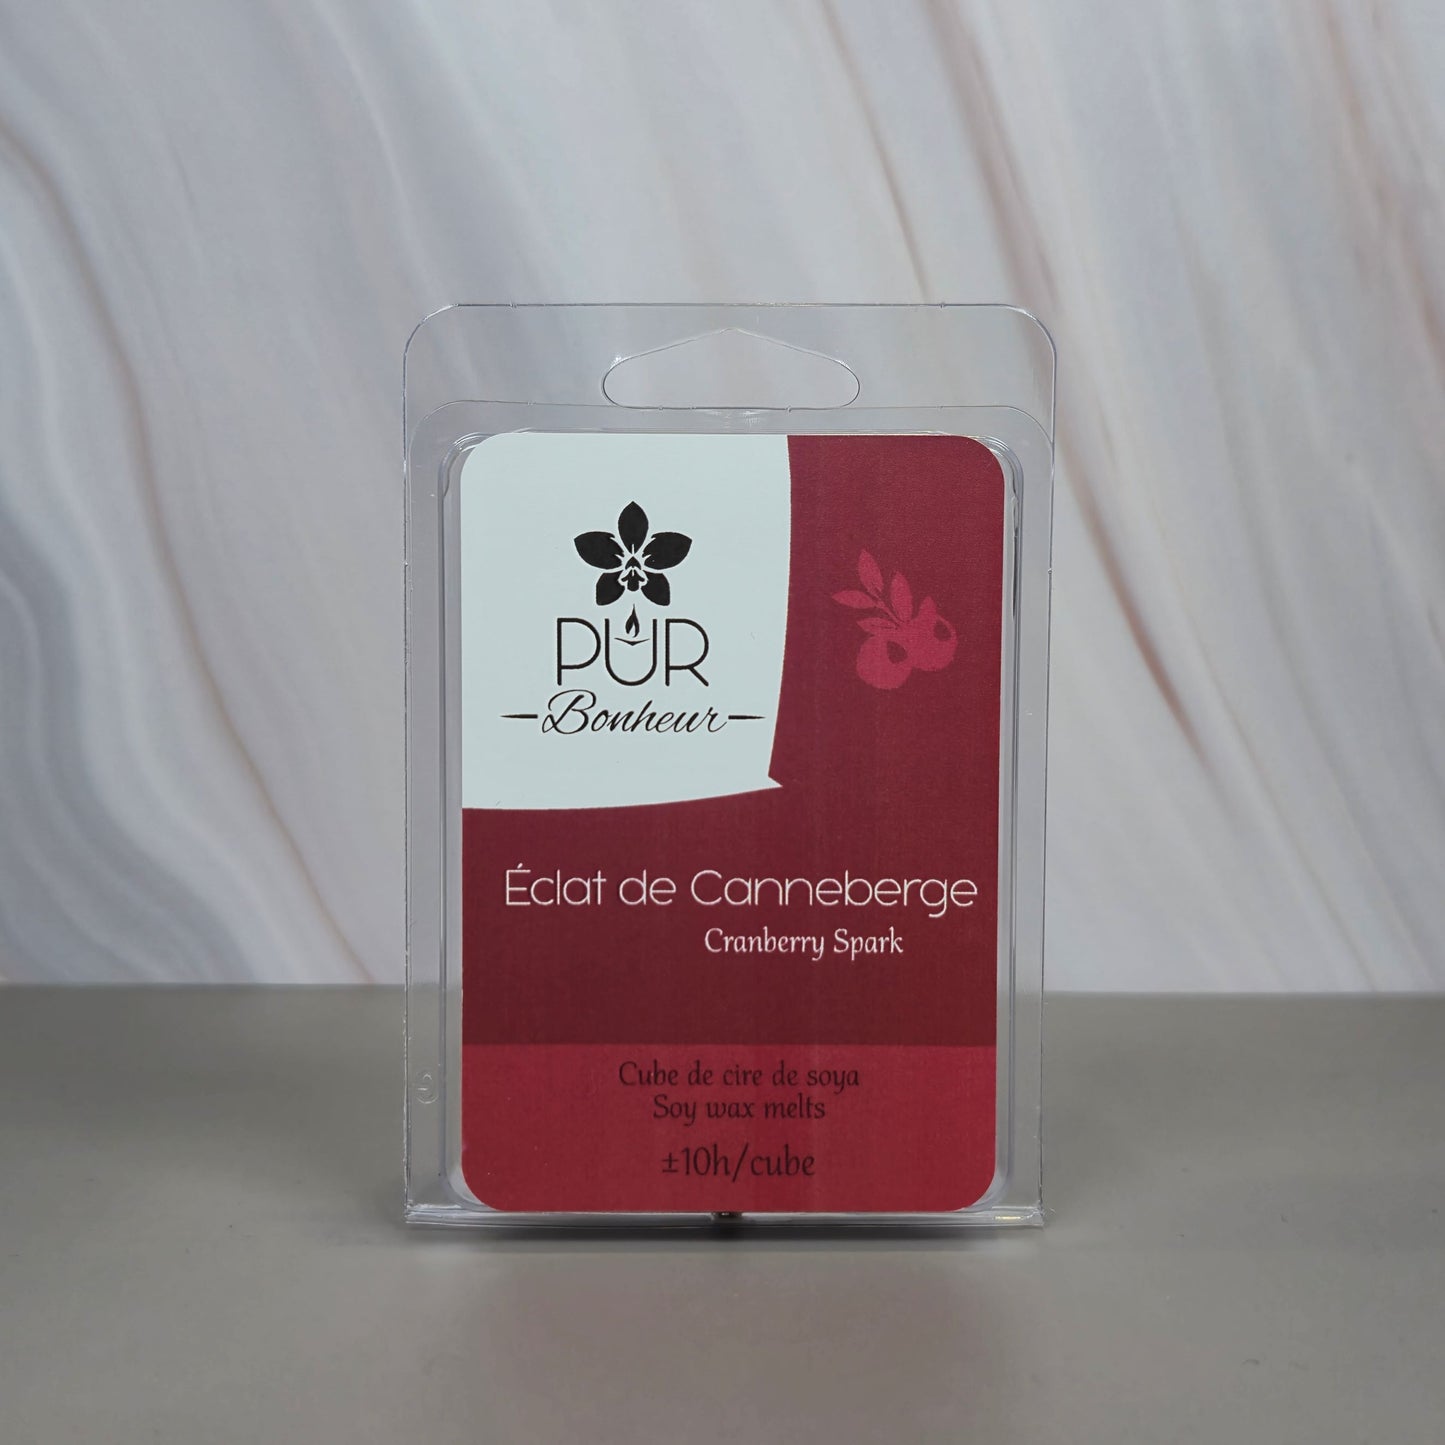 PUR
Bonheur
Éclat de Canneberge
Cranberry Spark
Cube de cire de soya
Soy wax melts
±10h/cube